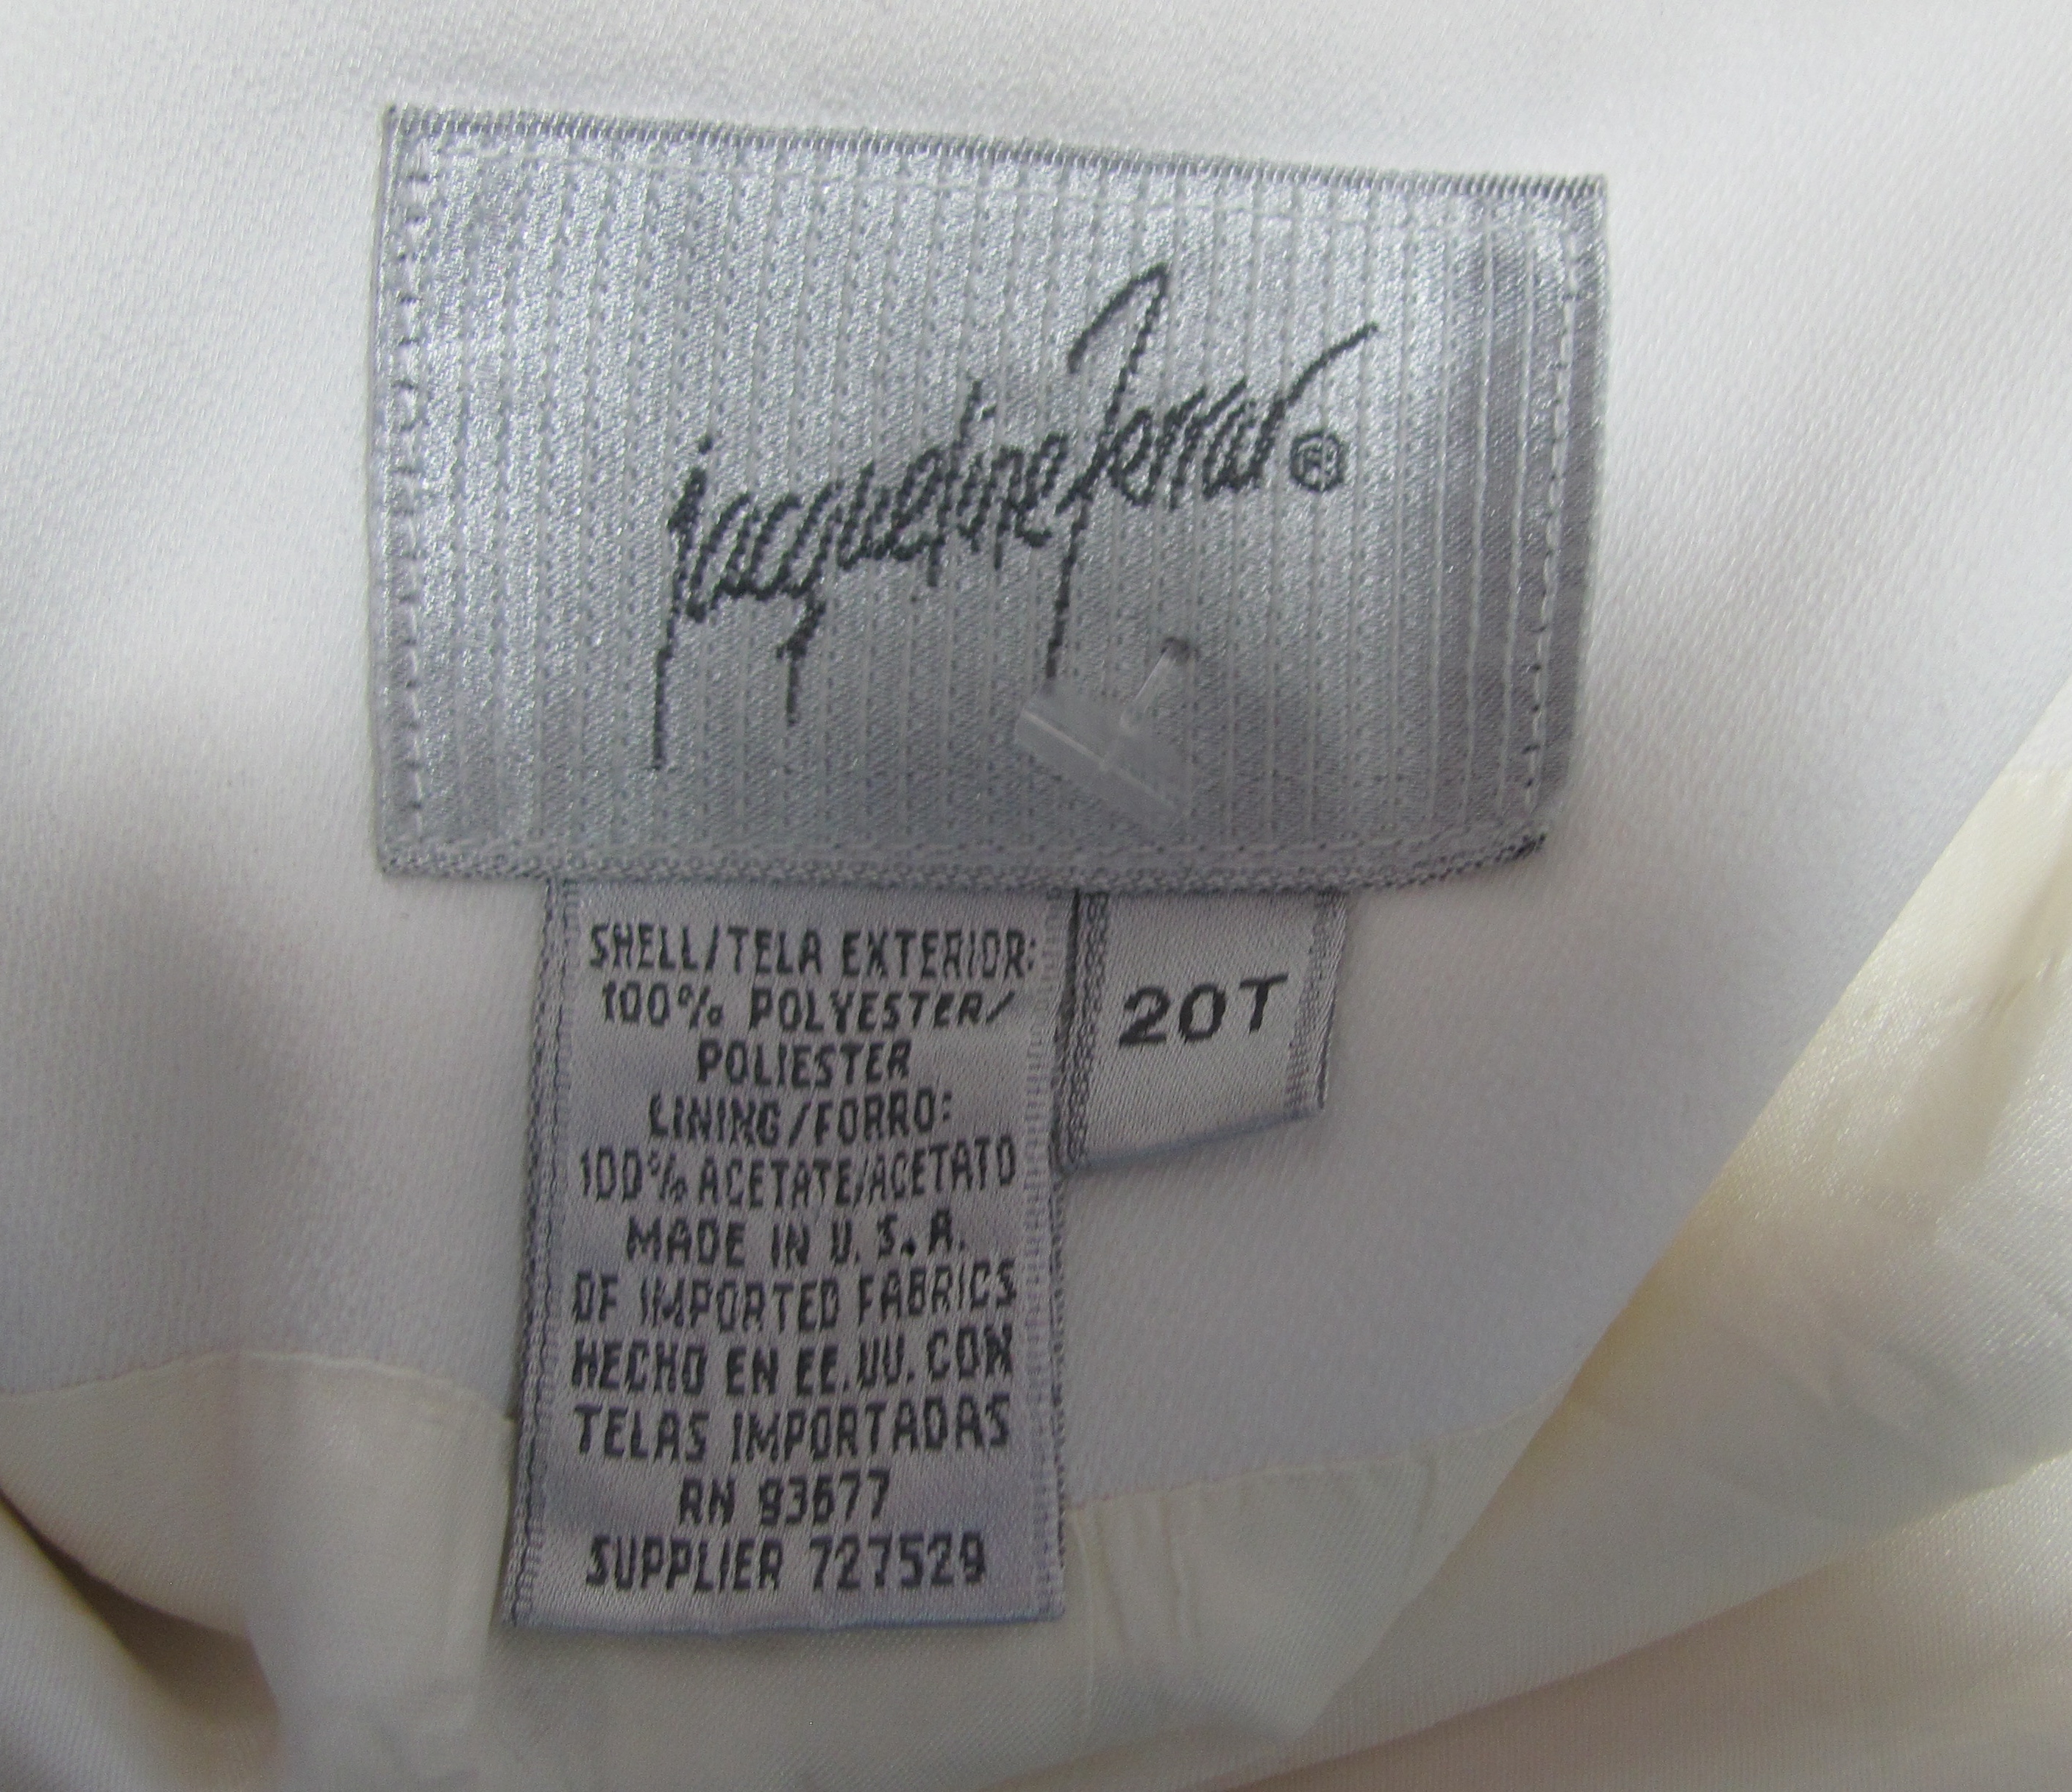 jacqueline Ferrar®
SHELL/TELA EXTERIOR:
100% POLYESTER/
POLIESTER
LINING/FORRO:
100% ACETATE/ACETATO
MADE IN U.S.A.
OF IMPORTED FABRICS
HECHO EN EE.UU. CON
TELAS IMPORTADAS
RN 93677
SUPPLIER 727529
20T